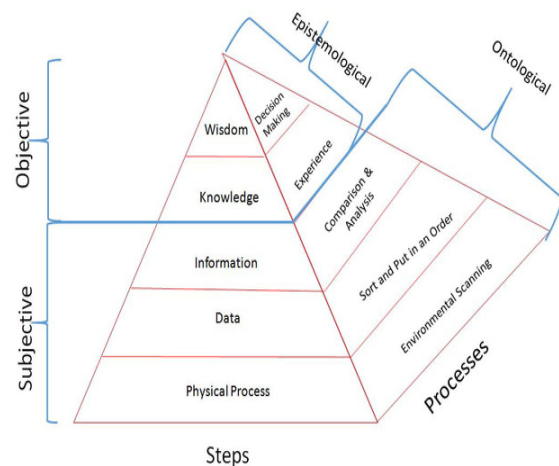 Epistemological
Ontological
Objective
Subjective
Wisdom
Knowledge
Information
Data
Physical Process
Decision
Making
Experience
Comparison &
Analysis
Sort and Put in an Order
Environmental Scanning
Steps
Processes